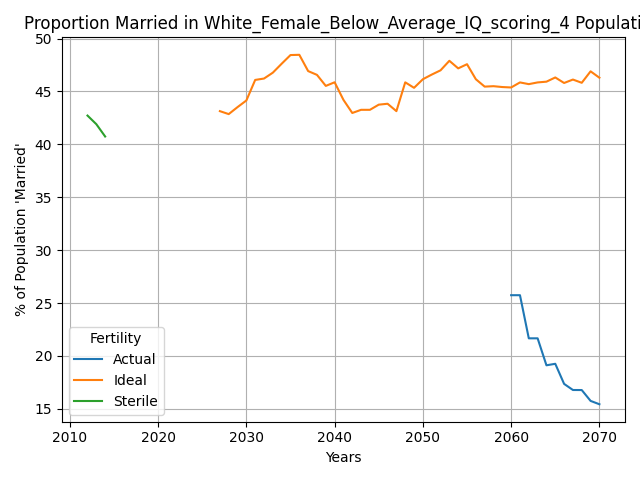 Proportion Married in White_Female_Below_Average_IQ_scoring_4 Populati
50
45
40
35
30
25
20
15
% of Population 'Married'
Fertility
Actual
Ideal
Sterile
2010 2020 2030 2040 2050 2060 2070
Years